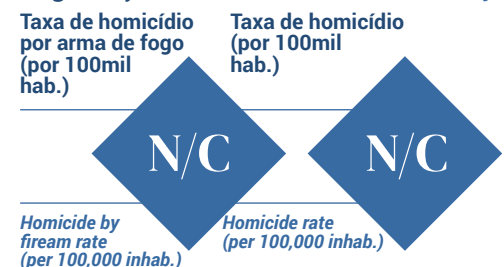 Taxa de homicídio
por arma de fogo
(por 100mil
hab.)
Taxa de homicídio
(por 100mil
hab.)
N/C
N/C
Homicide by
fiream rate
(per 100,000 inhab.)
Homicide rate
(per 100,000 inhab.)